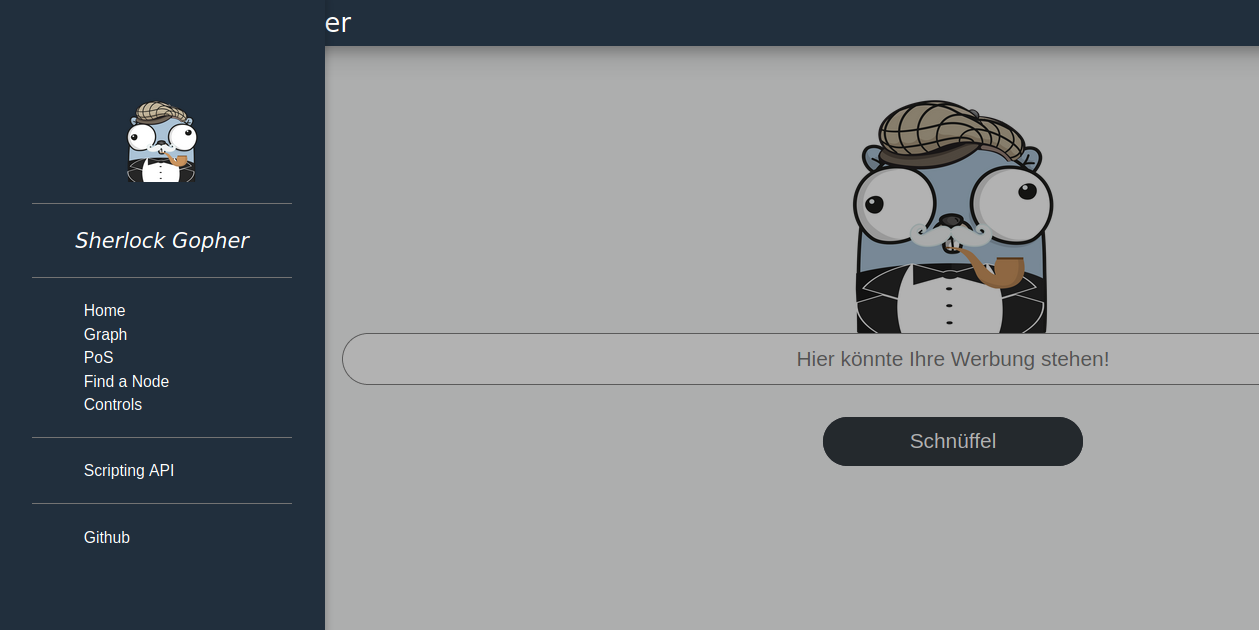 er
Sherlock Gopher
Home
Graph
PoS
Find a Node
Controls
Scripting API
Github
Hier könnte Ihre Werbung stehen!
Schnüffel